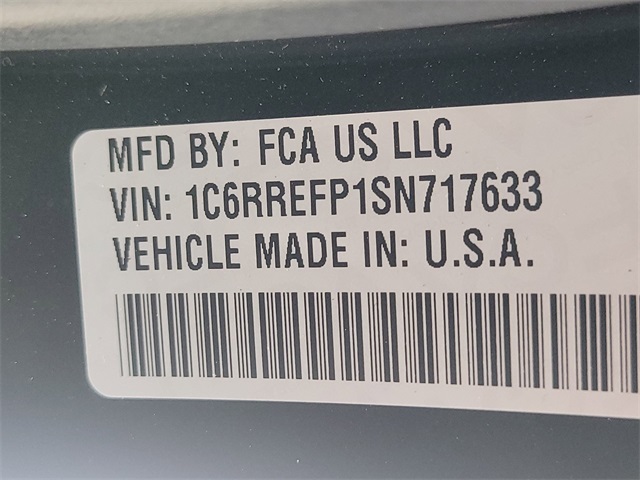 MFD BY: FCA US LLC
VIN: 1C6RREFP1SN717633
VEHICLE MADE IN: U.S.A.